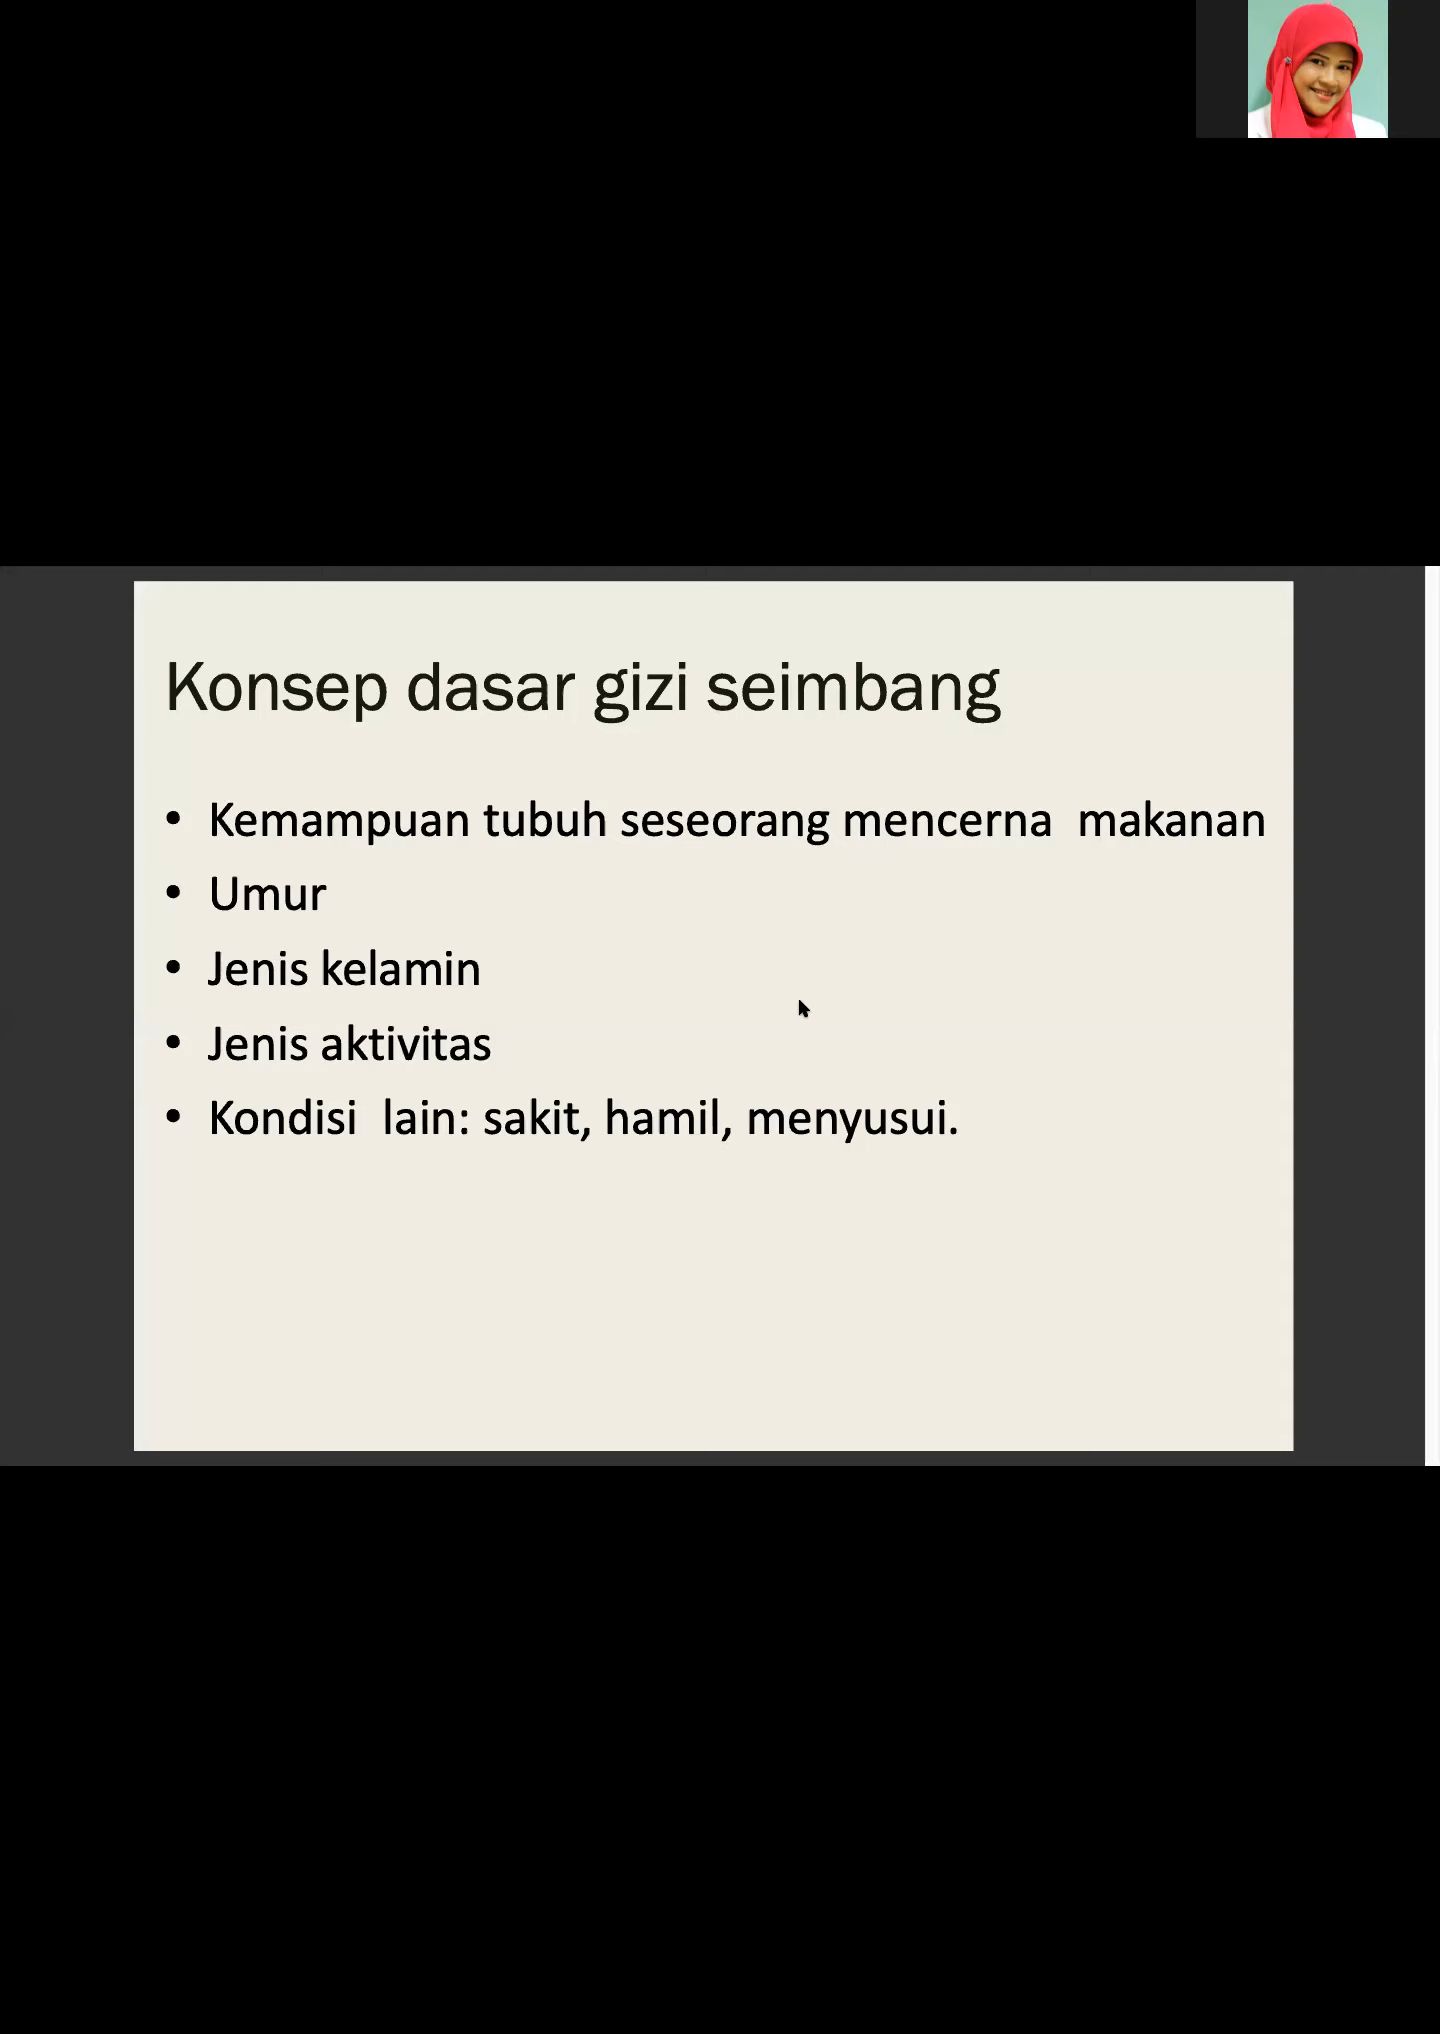 Konsep dasar gizi seimbang
• Kemampuan tubuh seseorang mencerna  makanan
• Umur
• Jenis kelamin
• Jenis aktivitas
• Kondisi  lain: sakit, hamil, menyusui.